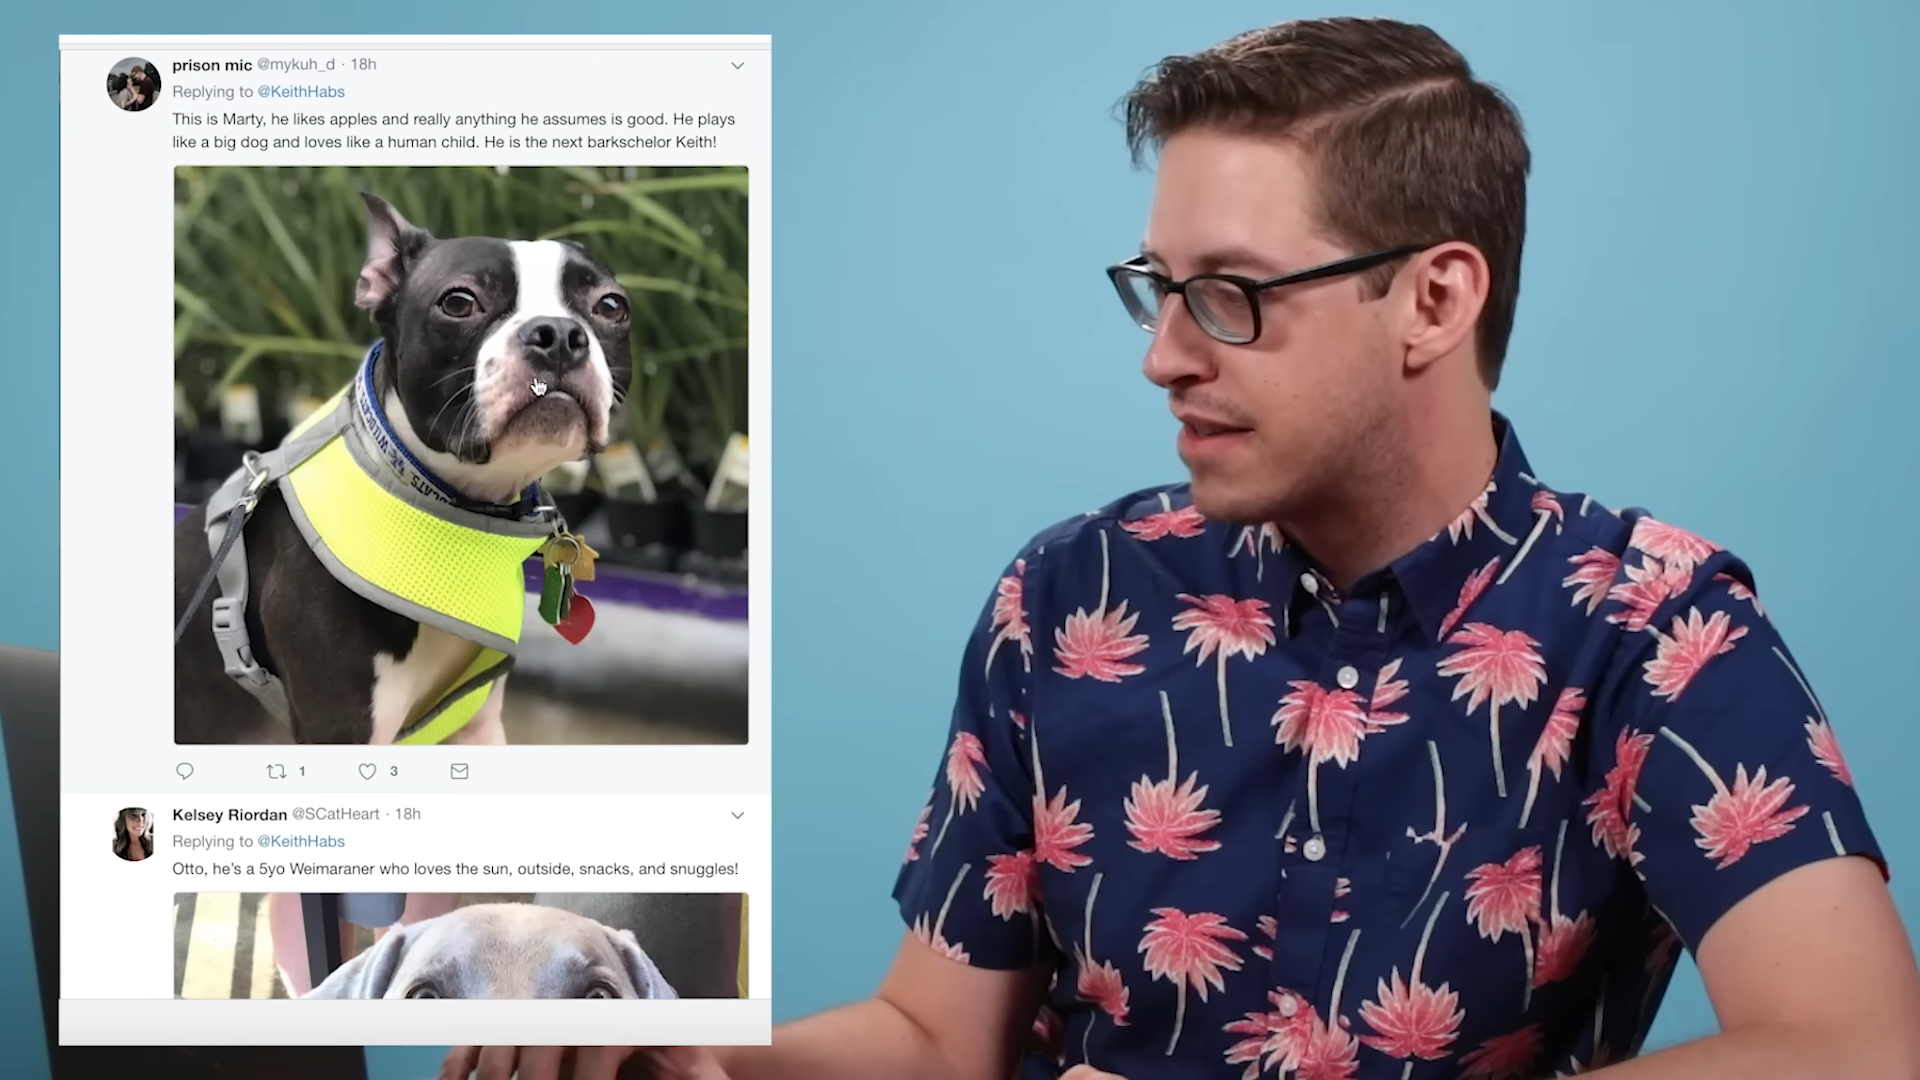 prison mic @mykuh_d · 18h
Replying to @KeithHabs
This is Marty, he likes apples and really anything he assumes is good. He plays
like a big dog and loves like a human child. He is the next barkschelor Keith!
WILDCATS
DCATS
1 3
Kelsey Riordan @SCatHeart · 18h
Replying to @KeithHabs
Otto, he's a 5yo Weimaraner who loves the sun, outside, snacks, and snuggles!